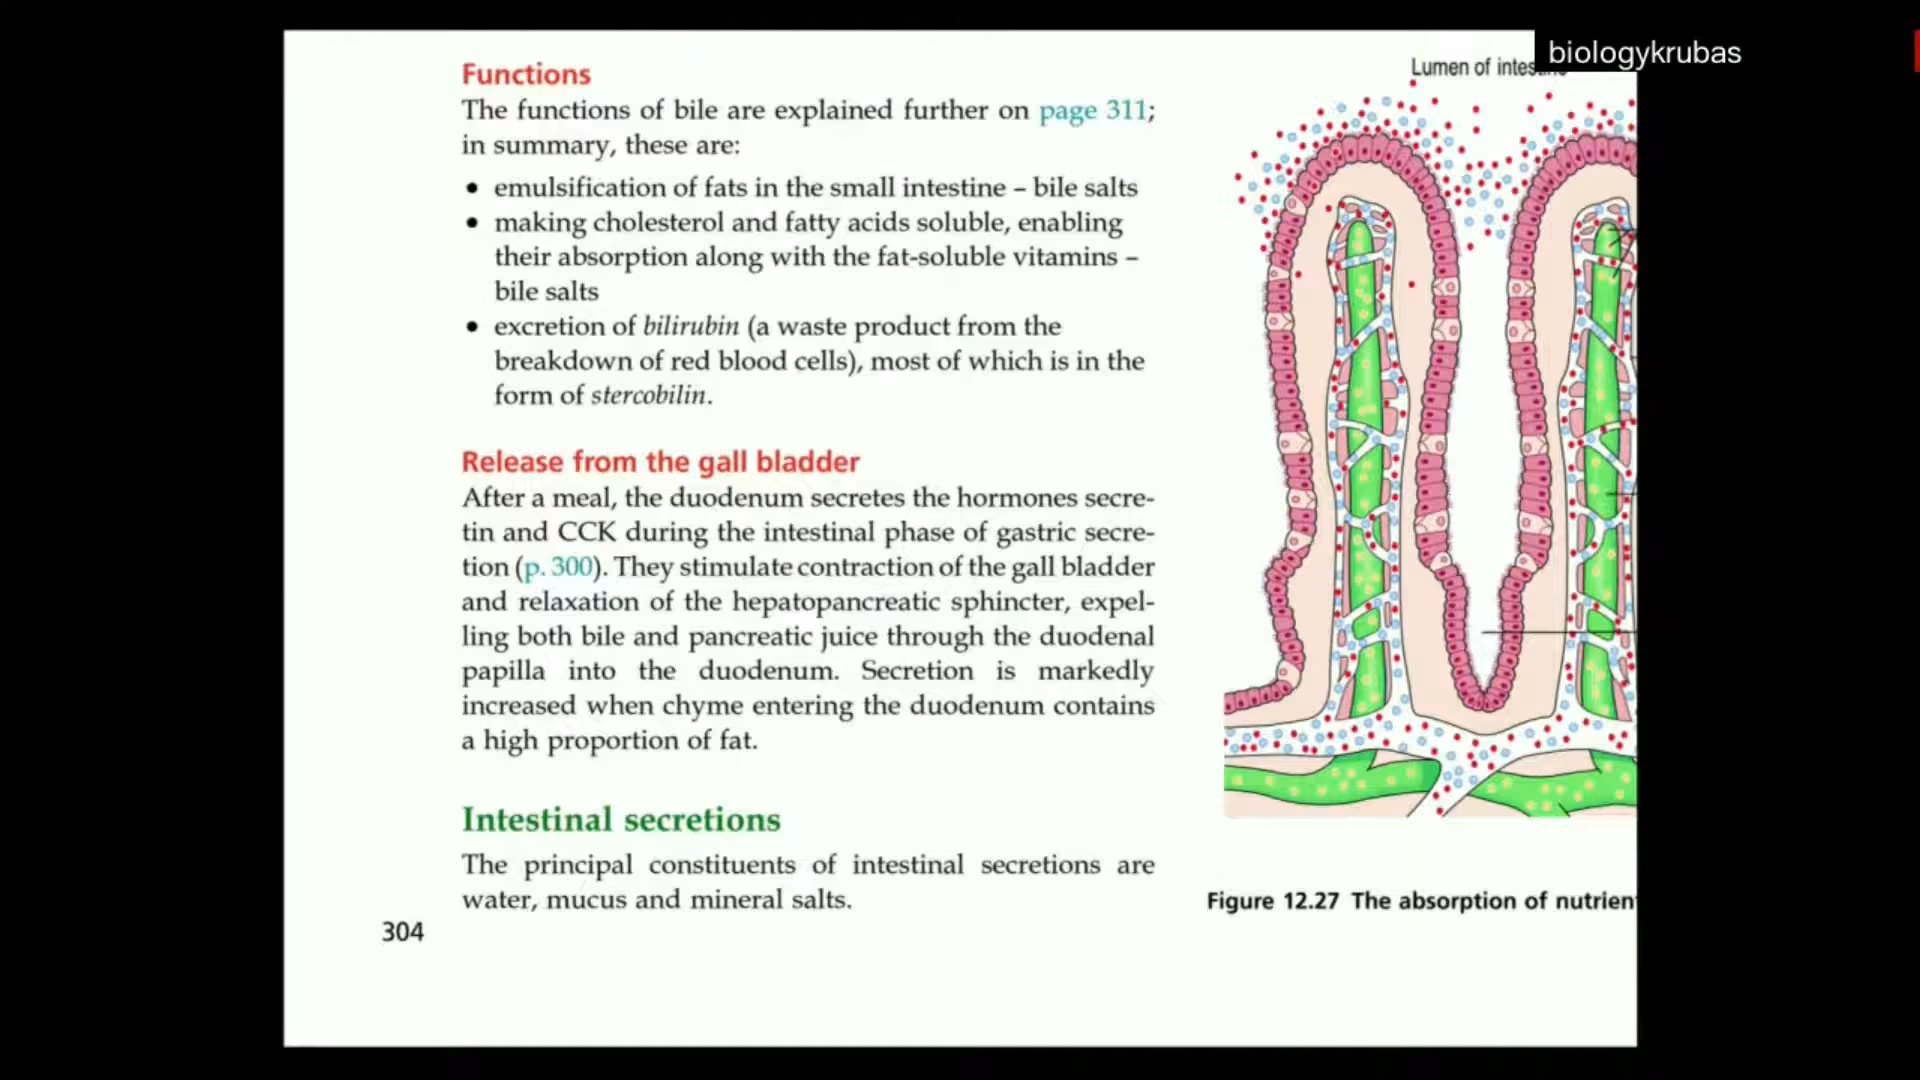 biologykrubas
Functions
The functions of bile are explained further on page 311;
in summary, these are:
• emulsification of fats in the small intestine – bile salts
• making cholesterol and fatty acids soluble, enabling
their absorption along with the fat-soluble vitamins –
bile salts
• excretion of bilirubin (a waste product from the
breakdown of red blood cells), most of which is in the
form of stercobilin.
Release from the gall bladder
After a meal, the duodenum secretes the hormones secre-
tin and CCK during the intestinal phase of gastric secre-
tion (p. 300). They stimulate contraction of the gall bladder
and relaxation of the hepatopancreatic sphincter, expel-
ling both bile and pancreatic juice through the duodenal
papilla into the duodenum. Secretion is markedly
increased when chyme entering the duodenum contains
a high proportion of fat.
Intestinal secretions
The principal constituents of intestinal secretions are
water, mucus and mineral salts.
304
Lumen of
Figure 12.27 The absorption of